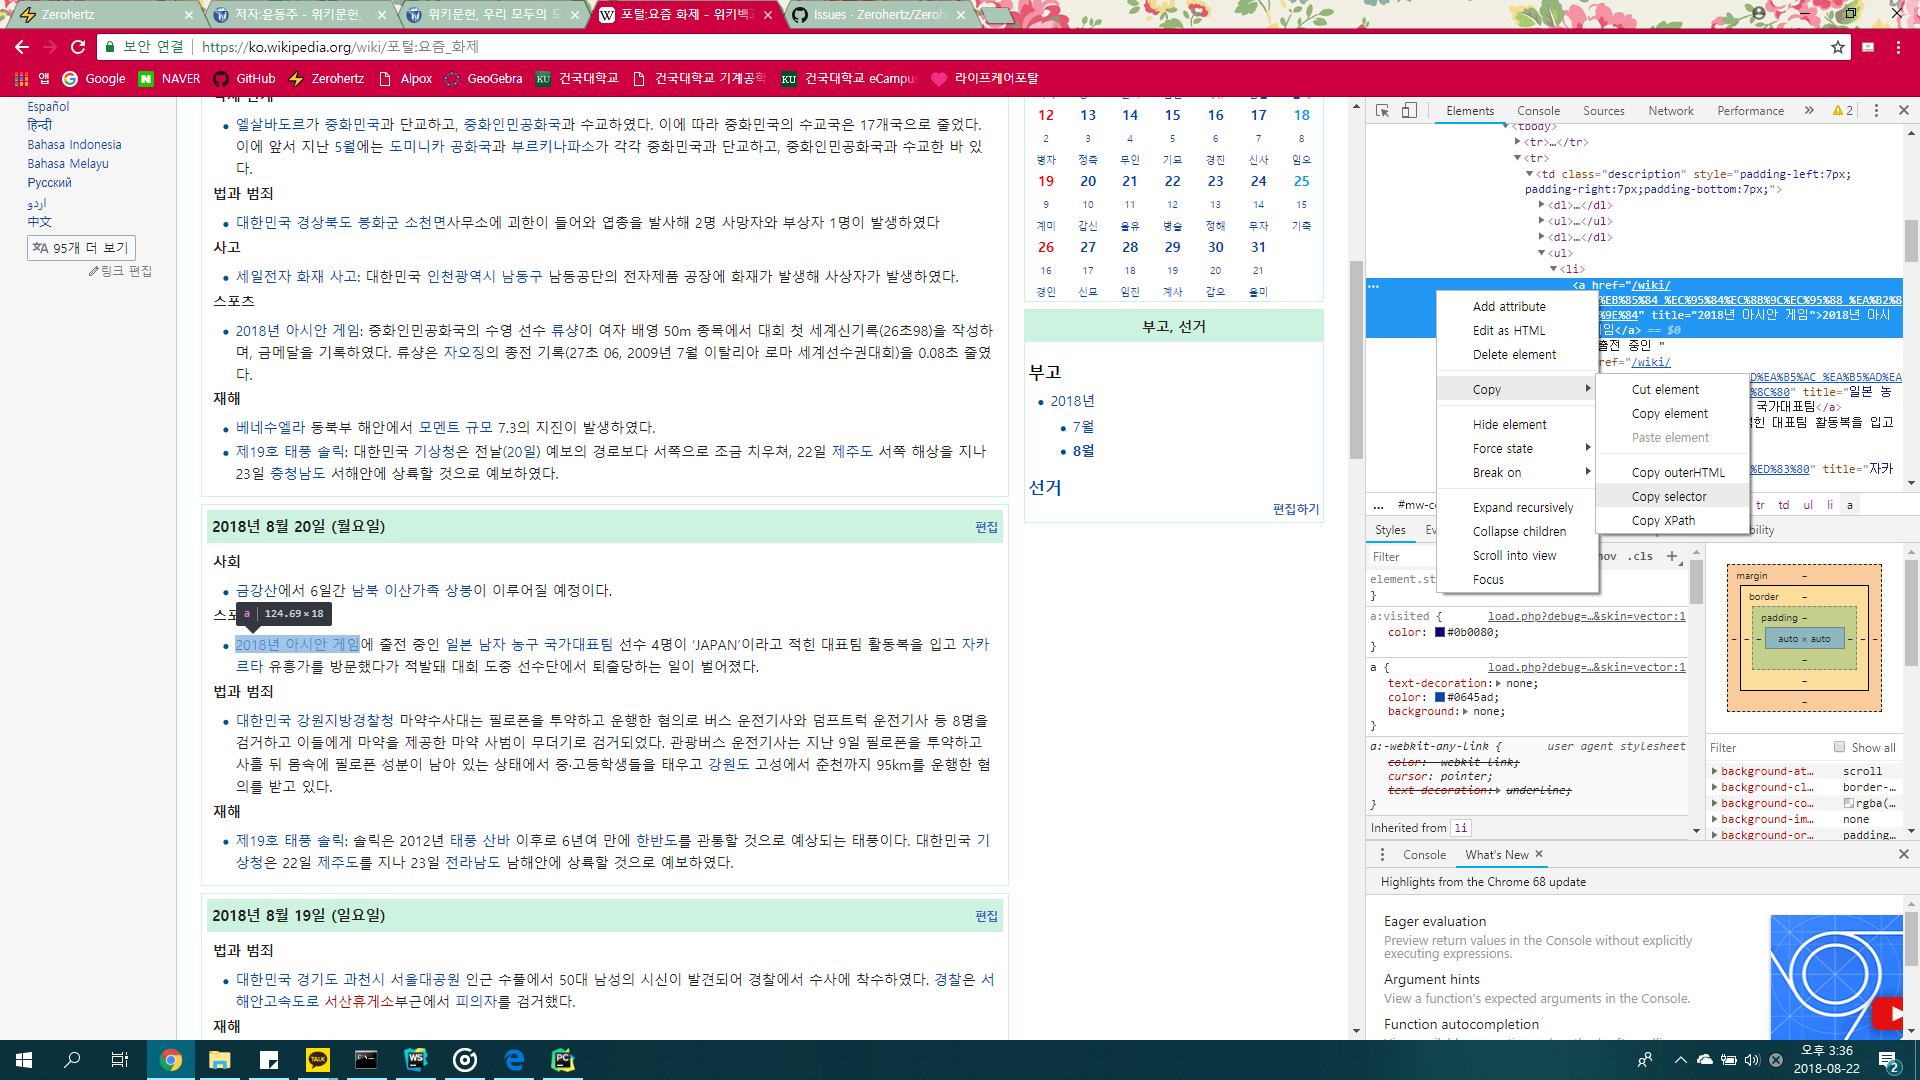 Zerohertz
저자:윤동주 - 위키문헌,
위키문헌, 우리 모두의 도
포털:요즘 화제 - 위키백
Issues · Zerohertz/Zeroh
보안 연결
https://ko.wikipedia.org/wiki/포털:요즘_화제
앱
Google
NAVER
GitHub
Zerohertz
Alpox
GeoGebra
건국대학교
건국대학교 기계공학
건국대학교 eCampus
라이프케어포탈
Español
हिन्दी
Bahasa Indonesia
Bahasa Melayu
Русский
اردو
中文
95개 더 보기
링크 편집
엘살바도르가 중화민국과 단교하고, 중화인민공화국과 수교하였다. 이에 따라 중화민국의 수교국은 17개국으로 줄었다.
이에 앞서 지난 5월에는 도미니카 공화국과 부르키나파소가 각각 중화민국과 단교하고, 중화인민공화국과 수교한 바 있
다.
법과 범죄
대한민국 경상북도 봉화군 소천면사무소에 괴한이 들어와 엽총을 발사해 2명 사망자와 부상자 1명이 발생하였다
사고
세일전자 화재 사고: 대한민국 인천광역시 남동구 남동공단의 전자제품 공장에 화재가 발생해 사상자가 발생하였다.
스포츠
2018년 아시안 게임: 중화인민공화국의 수영 선수 류샹이 여자 배영 50m 종목에서 대회 첫 세계신기록(26초98)을 작성하
며, 금메달을 기록하였다. 류샹은 자오징의 종전 기록(27초 06, 2009년 7월 이탈리아 로마 세계선수권대회)을 0.08초 줄였
다.
재해
베네수엘라 동북부 해안에서 모멘트 규모 7.3의 지진이 발생하였다.
제19호 태풍 솔릭: 대한민국 기상청은 전날(20일) 예보의 경로보다 서쪽으로 조금 치우쳐, 22일 제주도 서쪽 해상을 지나
23일 충청남도 서해안에 상륙할 것으로 예보하였다.
2018년 8월 20일 (월요일)
편집
사회
금강산에서 6일간 남북 이산가족 상봉이 이루어질 예정이다.
스포
a 124.69 × 18
2018년 아시안 게임에 출전 중인 일본 남자 농구 국가대표팀 선수 4명이 ‘JAPAN’이라고 적힌 대표팀 활동복을 입고 자카
르타 유흥가를 방문했다가 적발돼 대회 도중 선수단에서 퇴출당하는 일이 벌어졌다.
법과 범죄
대한민국 강원지방경찰청 마약수사대는 필로폰을 투약하고 운행한 혐의로 버스 운전기사와 덤프트럭 운전기사 등 8명을
검거하고 이들에게 마약을 제공한 마약 사범이 무더기로 검거되었다. 관광버스 운전기사는 지난 9일 필로폰을 투약하고
사흘 뒤 몸속에 필로폰 성분이 남아 있는 상태에서 중·고등학생들을 태우고 강원도 고성에서 춘천까지 95km를 운행한 혐
의를 받고 있다.
재해
제19호 태풍 솔릭: 솔릭은 2012년 태풍 산바 이후로 6년여 만에 한반도를 관통할 것으로 예상되는 태풍이다. 대한민국 기
상청은 22일 제주도를 지나 23일 전라남도 남해안에 상륙할 것으로 예보하였다.
2018년 8월 19일 (일요일)
편집
법과 범죄
대한민국 경기도 과천시 서울대공원 인근 수풀에서 50대 남성의 시신이 발견되어 경찰에서 수사에 착수하였다. 경찰은 서
해안고속도로 서산휴게소부근에서 피의자를 검거했다.
재해
12 13 14 15 16 17 18
2 3 4 5 6 7 8
병자 정축 무인 기묘 경진 신사 임오
19 20 21 22 23 24 25
9 10 11 12 13 14 15
계미 갑신 을유 병술 정해 무자 기축
26 27 28 29 30 31
16 17 18 19 20 21
경인 신묘 임진 계사 갑오 을미
부고, 선거
부고
2018년
7월
8월
선거
편집하기
Elements
Console
Sources
Network
Performance
2
<tbody>
<tr>…</tr>
<tr>
<td class="description" style="padding-left:7px;
padding-right:7px;padding-bottom:7px;">
<dl>…</dl>
<ul>…</ul>
<dl>…</dl>
<ul>
<li>
<a href="/wiki/
%EB%85%84_%EC%95%84%EC%8B%9C%EC%95%88_%EA%B2%8
%9E%84" title="2018년 아시안 게임">2018년 아시
게임</a> == $0
출전 중인 "
href="/wiki/
title="일본 농
국가대표팀</a>
대표팀 활동복을 입고
%ED%83%80" title="자카
Add attribute
Edit as HTML
Delete element
Copy
Hide element
Force state
Break on
Expand recursively
Collapse children
Scroll into view
Focus
Cut element
Copy element
Paste element
Copy outerHTML
Copy selector
Copy XPath
... #mw-co
tr td ul li a
Styles
Ev
bility
Filter
:hov .cls
element.st
}
a:visited {
load.php?debug=…&skin=vector:1
color: #0b0080;
}
a {
load.php?debug=…&skin=vector:1
text-decoration: none;
color: #0645ad;
background: none;
}
a:-webkit-any-link {
user agent stylesheet
color: -webkit-link;
cursor: pointer;
text-decoration: underline;
}
Inherited from li
margin
border
padding
auto × auto
Filter
Show all
background-at… scroll
background-cl… border-…
background-co… rgba(…
background-im… none
background-or… padding…
Console
What's New
Highlights from the Chrome 68 update
Eager evaluation
Preview return values in the Console without explicitly
executing expressions.
Argument hints
View a function's expected arguments in the Console.
Function autocompletion
TALK
WS
PC
오후 3:36
2018-08-22
2